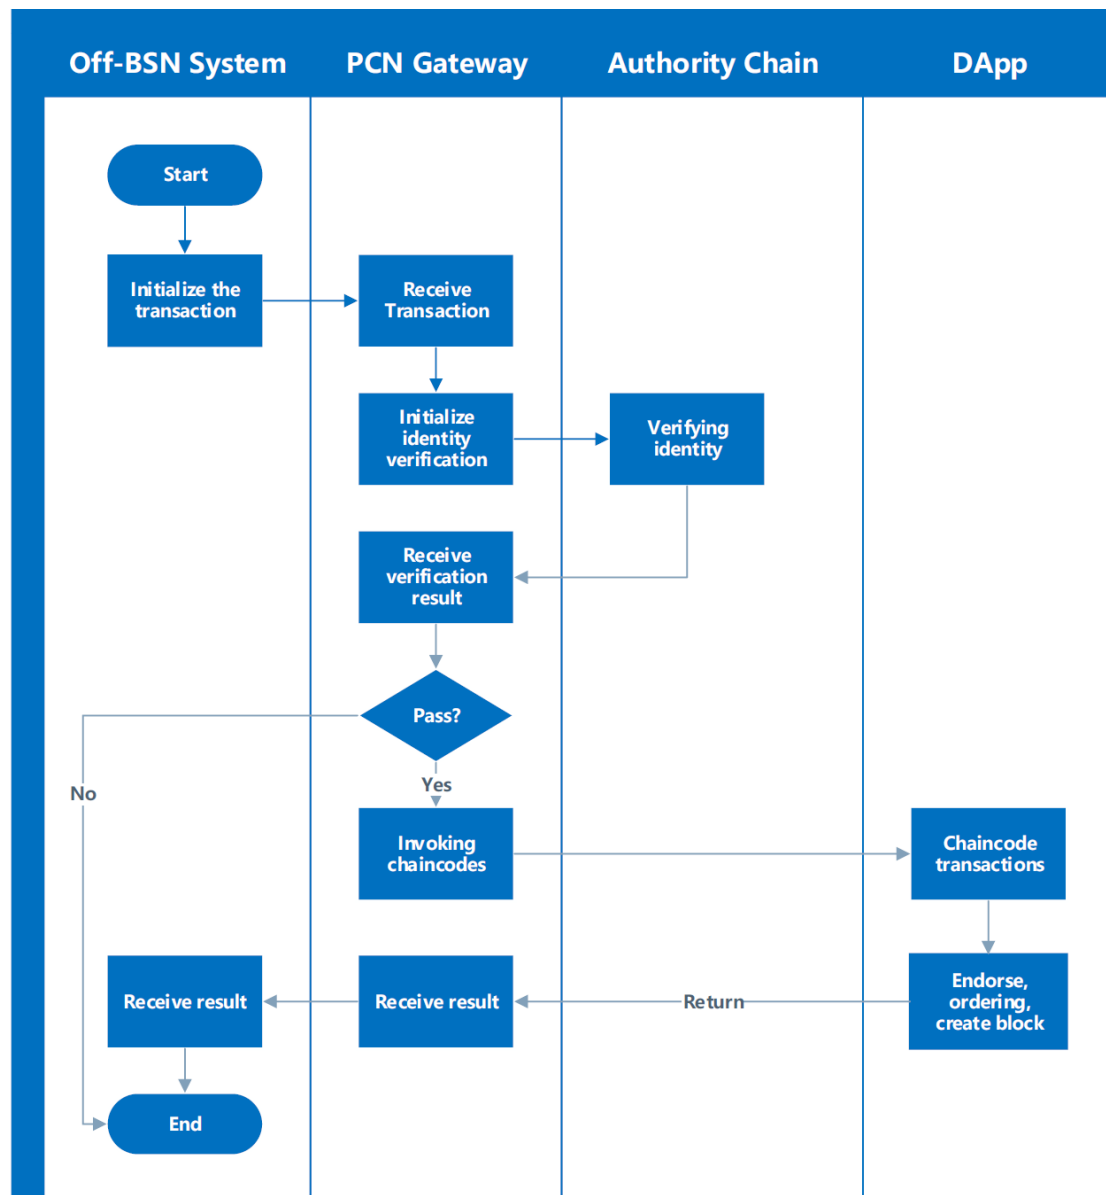 Off-BSN System
PCN Gateway
Authority Chain
DApp
Start
Initialize the
transaction
Receive
Transaction
Initialize
identity
verification
Verifying
identity
Receive
verification
result
Pass?
No
Yes
Invoking
chaincodes
Chaincode
transactions
Endorse,
ordering,
create block
Return
Receive result
Receive result
End